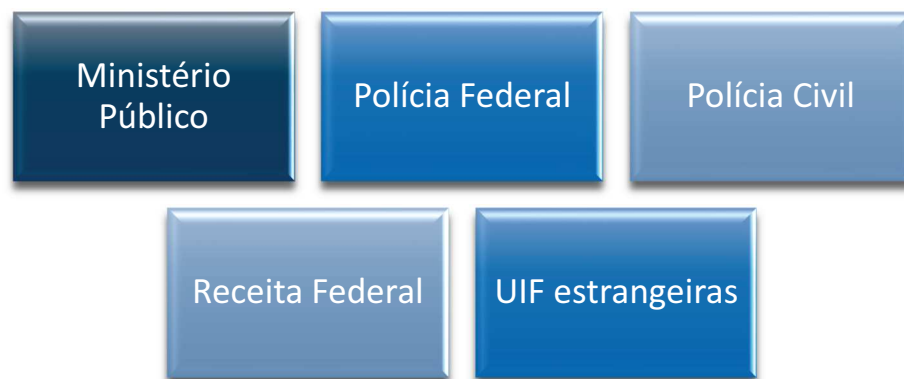 Ministério
Público
Polícia Federal
Polícia Civil
Receita Federal
UIF estrangeiras